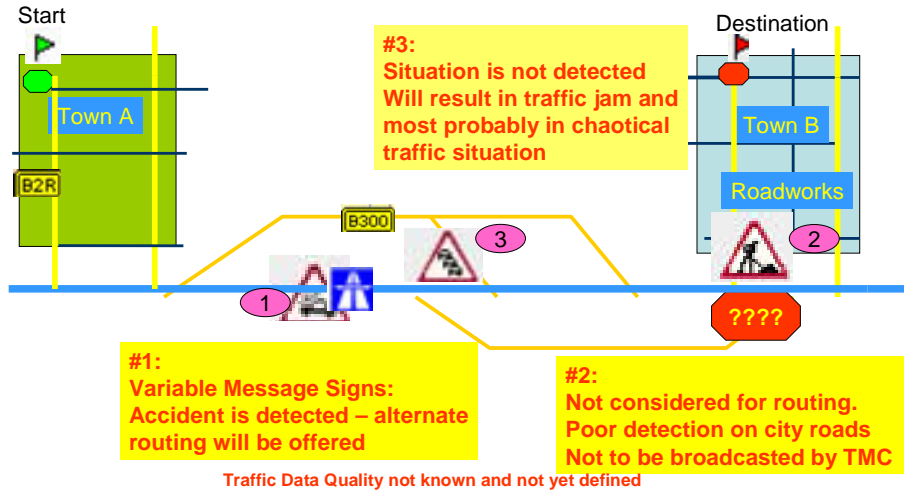 Start
Destination
#3:
Situation is not detected
Will result in traffic jam and
most probably in chaotical
traffic situation
Town A
Town B
B2R
Roadworks
B300
3
2
1
????
#1:
Variable Message Signs:
Accident is detected – alternate
routing will be offered
#2:
Not considered for routing.
Poor detection on city roads
Not to be broadcasted by TMC
Traffic Data Quality not known and not yet defined